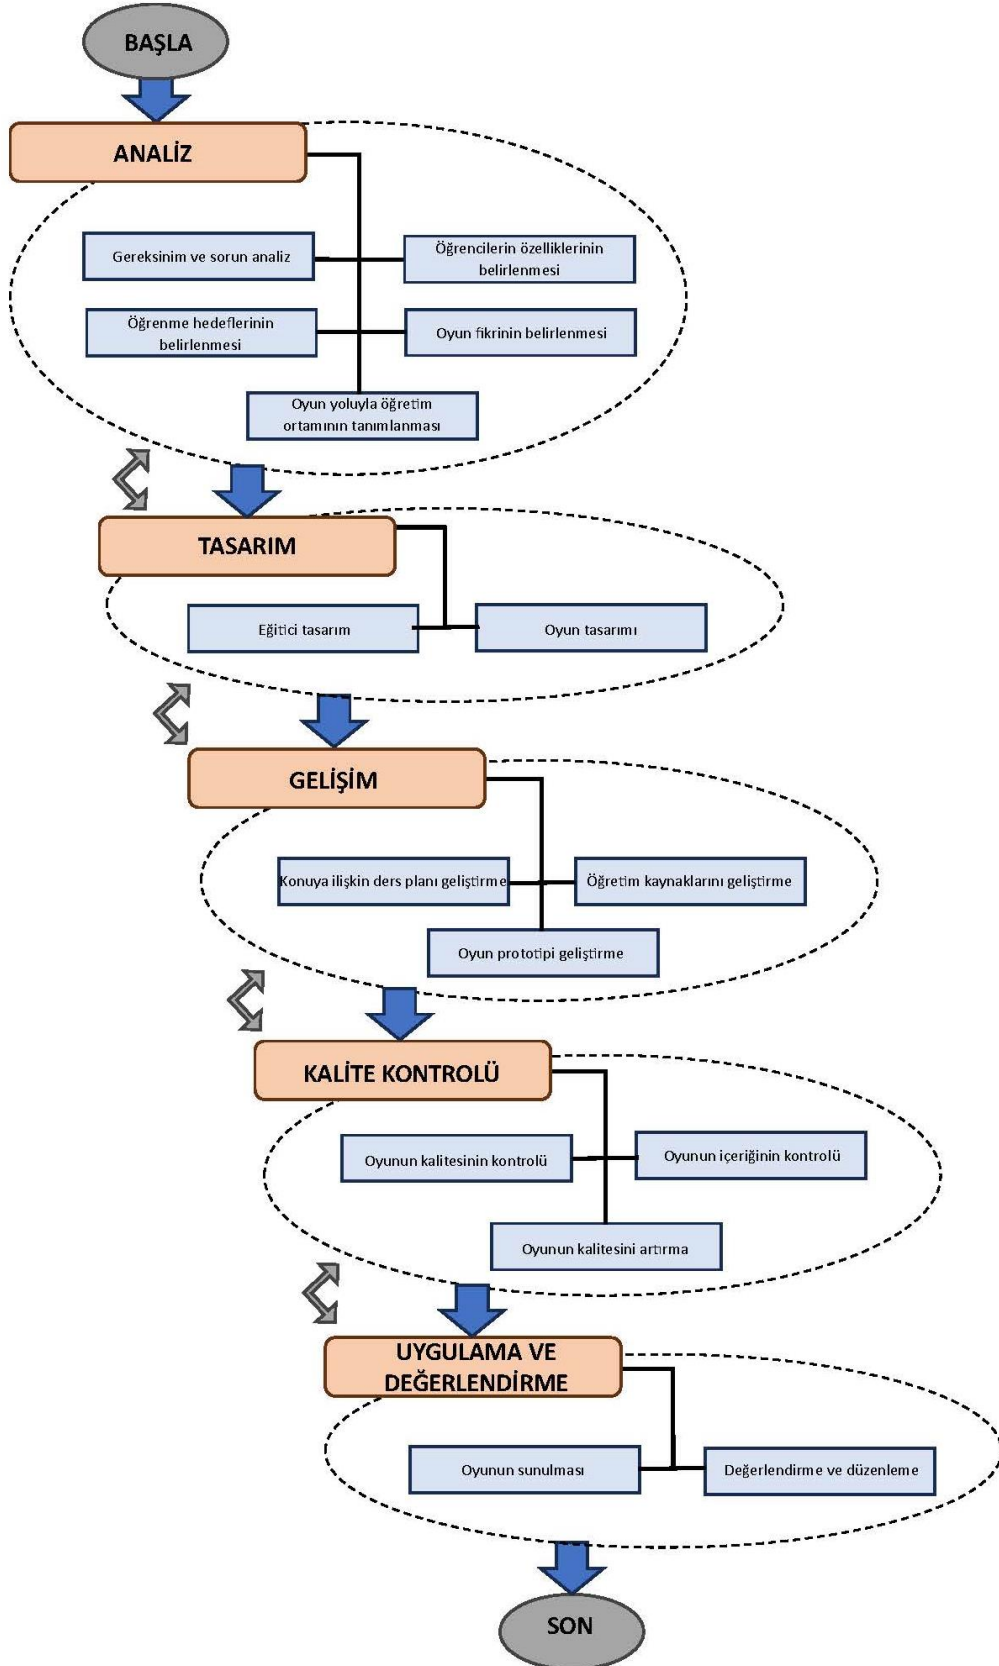 BAŞLA
ANALİZ
Gereksinim ve sorun analiz
Öğrencilerin özelliklerinin
belirlenmesi
Öğrenme hedeflerinin
belirlenmesi
Oyun fikrinin belirlenmesi
Oyun yoluyla öğretim
ortamının tanımlanması
TASARIM
Eğitici tasarım
Oyun tasarımı
GELİŞİM
Konuya ilişkin ders planı geliştirme
Öğretim kaynaklarını geliştirme
Oyun prototipi geliştirme
KALİTE KONTROLÜ
Oyunun kalitesinin kontrolü
Oyunun içeriğinin kontrolü
Oyunun kalitesini artırma
UYGULAMA VE
DEĞERLENDİRME
Oyunun sunulması
Değerlendirme ve düzenleme
SON